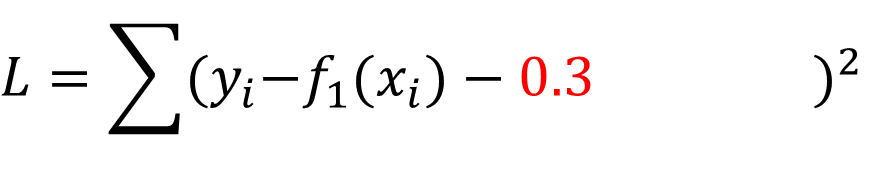 L = ∑(yᵢ−f₁(xᵢ) − 0.3 )²